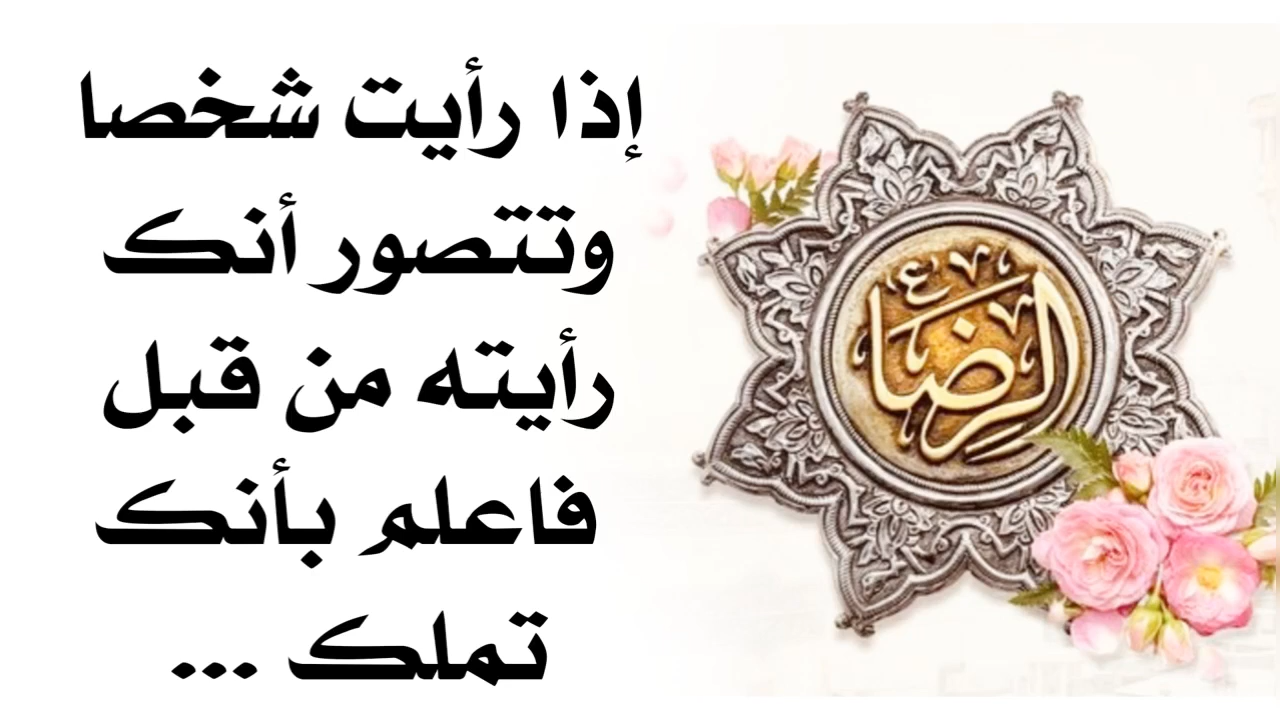 إذا رأيت شخصا
وتتصور أنك
رأيته من قبل
فاعلم بأنك
تملك ...
الرضا ع